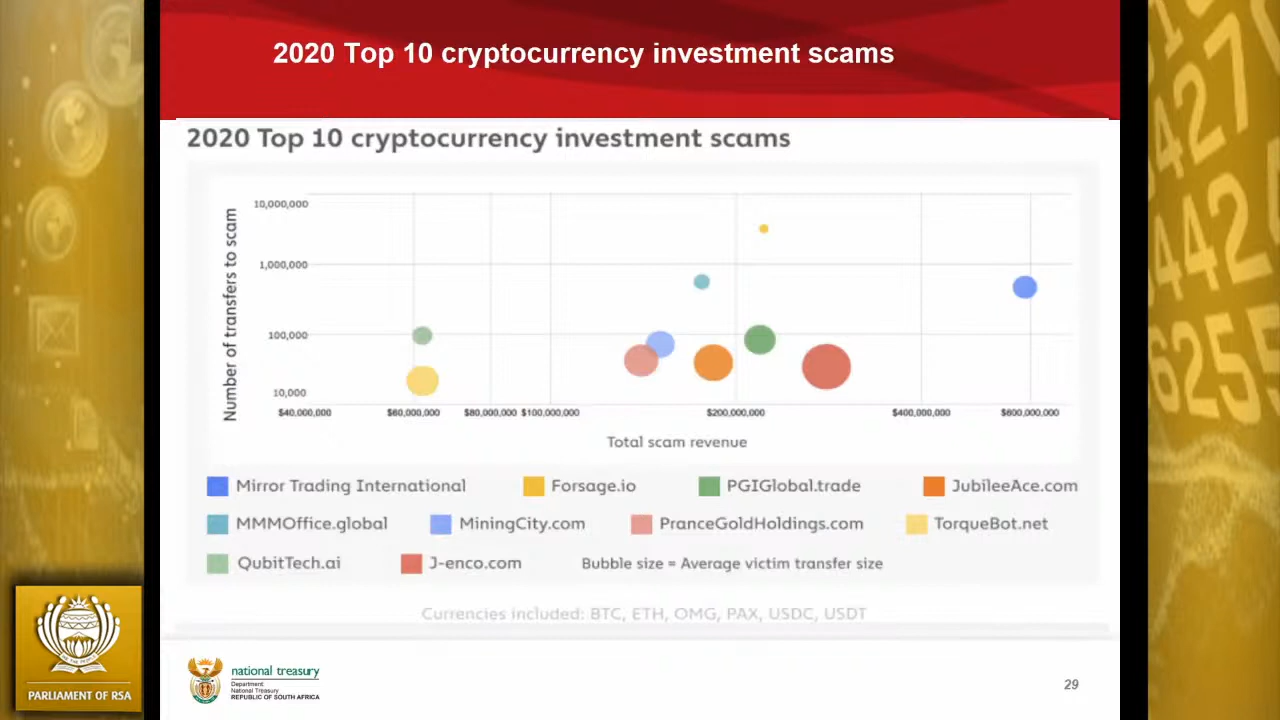 2020 Top 10 cryptocurrency investment scams
2020 Top 10 cryptocurrency investment scams
Number of transfers to scam
10,000,000
1,000,000
100,000
10,000
$40,000,000 $60,000,000 $80,000,000 $100,000,000 $200,000,000 $400,000,000 $600,000,000
Total scam revenue
Mirror Trading International Forsage.io PGIGlobal.trade JubileeAce.com
MMMOffice.global MiningCity.com PranceGoldHoldings.com TorqueBot.net
QubitTech.ai J-enco.com Bubble size = Average victim transfer size
Currencies included: BTC, ETH, OMG, PAX, USDC, USDT
national treasury
Department:
National Treasury
REPUBLIC OF SOUTH AFRICA
29
PARLIAMENT OF RSA
427
442
6255